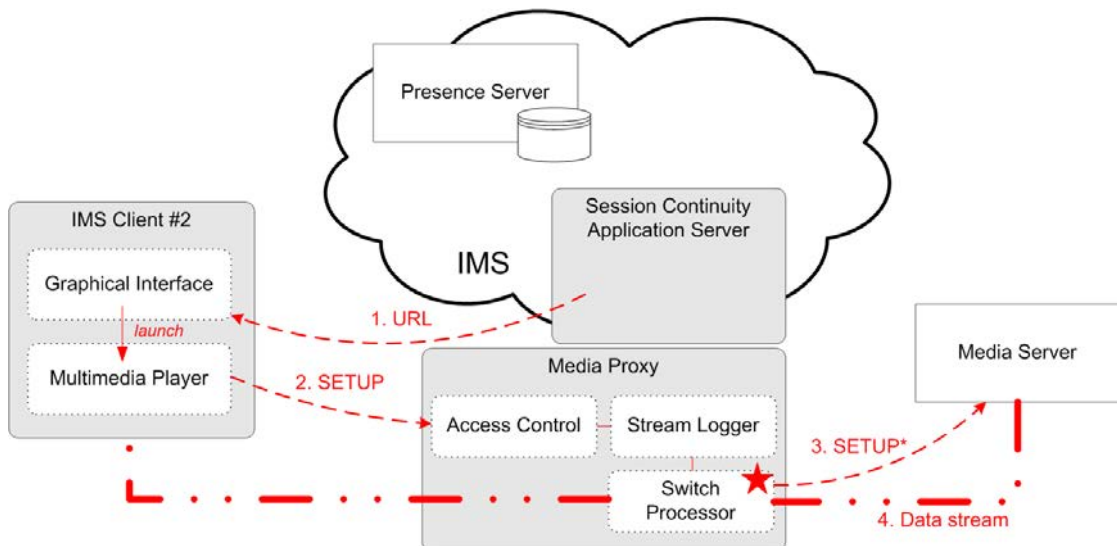 Presence Server
IMS Client #2
Session Continuity
Application Server
IMS
Graphical Interface
launch
1. URL
Multimedia Player
2. SETUP
Media Proxy
Media Server
Access Control
Stream Logger
3. SETUP*
Switch
Processor
4. Data stream